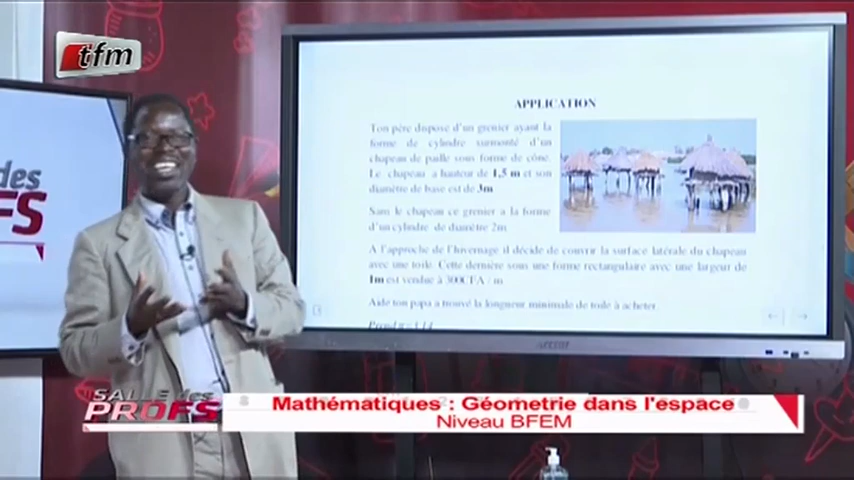 tfm
des
FS
APPLICATION
Ton père dispose d'un grenier ayant la
forme de cylindre surmonté d'un
chapeau de paille sous forme de cône.
Le chapeau a hauteur de 1,5 m et son
diamètre de base est de 3m
Sans le chapeau ce grenier a la forme
d'un cylindre de diamètre 2m
A l'approche de l'hivernage il décide de couvrir la surface latérale du chapeau
avec une toile. Cette dernière sous une forme rectangulaire avec une largeur de
1m est vendue à 300CFA / m
Aide ton papa a trouvé la longueur minimale de toile à acheter
Prend π=3,14
SALLE des
PROFS
Mathématiques : Géometrie dans l'espace
Niveau BFEM